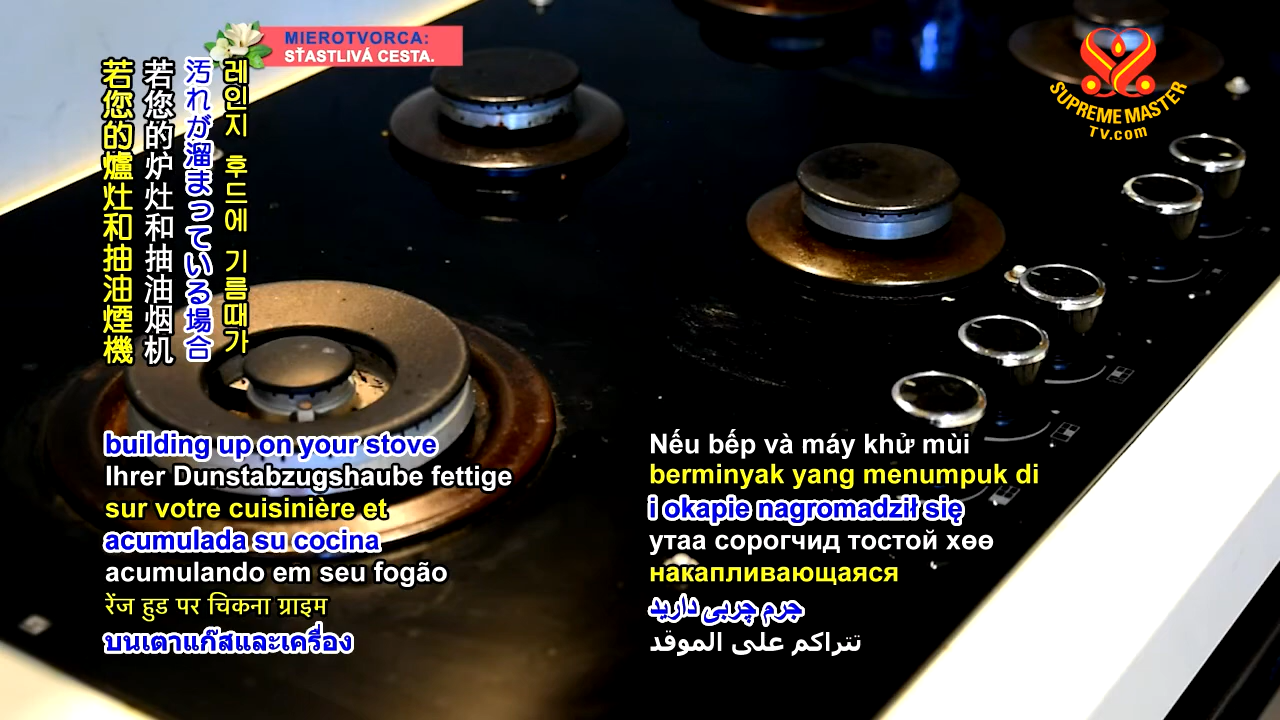 MIEROTVORCA:
SŤASTLIVÁ CESTA.
SUPREME MASTER
TV.com
레인지 후드에 기름때가
汚れが溜まっている場合
若您的炉灶和抽油烟机
若您的爐灶和抽油煙機
building up on your stove
Ihrer Dunstabzugshaube fettige
sur votre cuisinière et
acumulada su cocina
acumulando em seu fogão
रेंज हुड पर चिकना ग्राइम
บนเตาแก๊สและเครื่อง
Nếu bếp và máy khử mùi
berminyak yang menumpuk di
i okapie nagromadził się
утаа сорогчид тостой хөө
накапливающаяся
جرم چربی دارید
تتراكم على الموقد